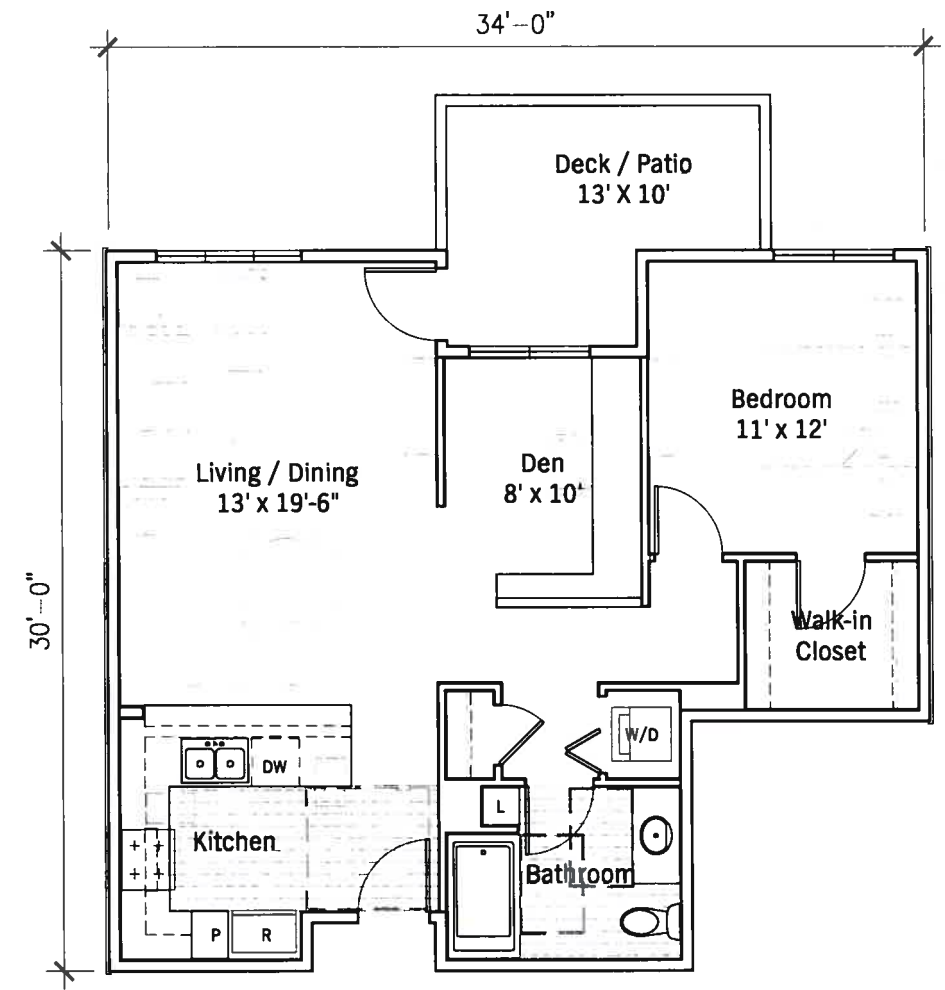 34'-0"
Deck / Patio
13' X 10'
Bedroom
11' x 12'
Living / Dining
13' x 19'-6"
Den
8' x 10'
30'-0"
Walk-in
Closet
W/D
DW
L
Kitchen
Bathroom
P
R